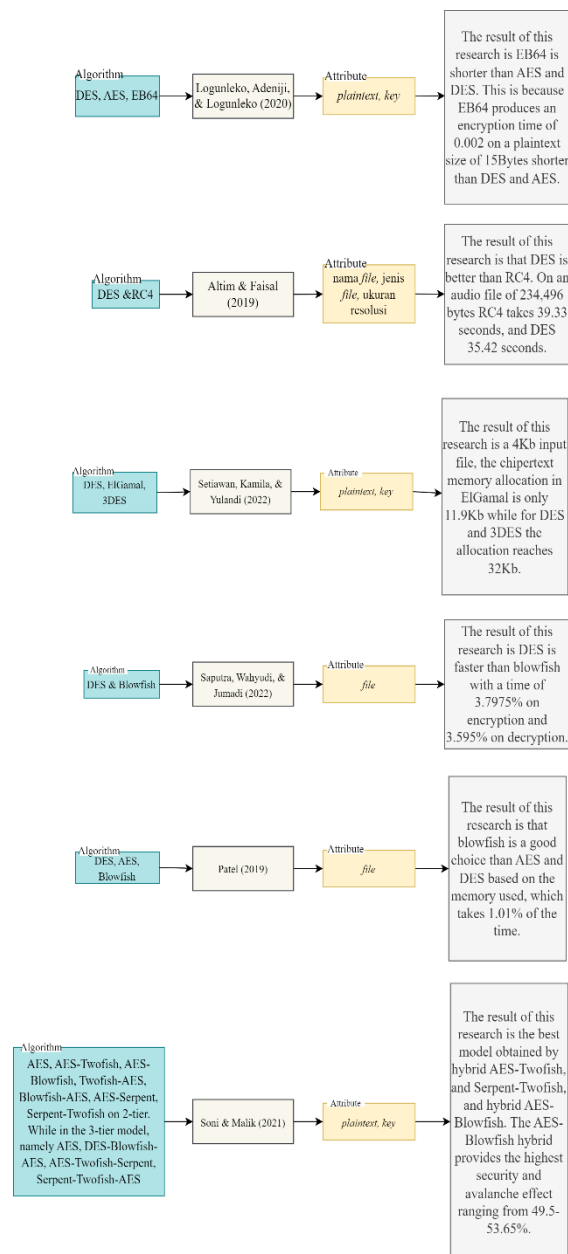 Algorithm
DES, AES, EB64
Logunleko, Adeniji,
& Logunleko (2020)
Attribute
plaintext, key
The result of this
research is EB64 is
shorter than AES and
DES. This is because
EB64 produces an
encryption time of
0.002 on a plaintext
size of 15Bytes shorter
than DES and AES.
Algorithm
DES &RC4
Altim & Faisal
(2019)
Attribute
nama file, jenis
file, ukuran
resolusi
The result of this
research is that DES is
better than RC4. On an
audio file of 234,496
bytes RC4 takes 39.33
seconds, and DES
35.42 seconds.
Algorithm
DES, ElGamal,
3DES
Setiawan, Kamila, &
Yulandi (2022)
Attribute
plaintext, key
The result of this
research is a 4Kb input
file, the chipertext
memory allocation in
ElGamal is only
11.9Kb while for DES
and 3DES the
allocation reaches
32Kb.
Algorithm
DES & Blowfish
Saputra, Wahyudi, &
Jumadi (2022)
Attribute
file
The result of this
research is DES is
faster than blowfish
with a time of
3.7975% on
encryption and
3.595% on decryption.
Algorithm
DES, AES,
Blowfish
Patel (2019)
Attribute
file
The result of this
research is that
blowfish is a good
choice than AES and
DES based on the
memory used, which
takes 1.01% of the
time.
Algorithm
AES, AES-Twofish, AES-
Blowfish, Twofish-AES,
Blowfish-AES, AES-Serpent,
Serpent-Twofish on 2-tier.
While in the 3-tier model,
namely AES, DES-Blowfish-
AES, AES-Twofish-Serpent,
Serpent-Twofish-AES
Soni & Malik (2021)
Attribute
plaintext, key
The result of this
research is the best
model obtained by
hybrid AES-Twofish,
and Serpent-Twofish,
and hybrid AES-
Blowfish. The AES-
Blowfish hybrid
provides the highest
security and
avalanche effect
ranging from 49.5-
53.65%.